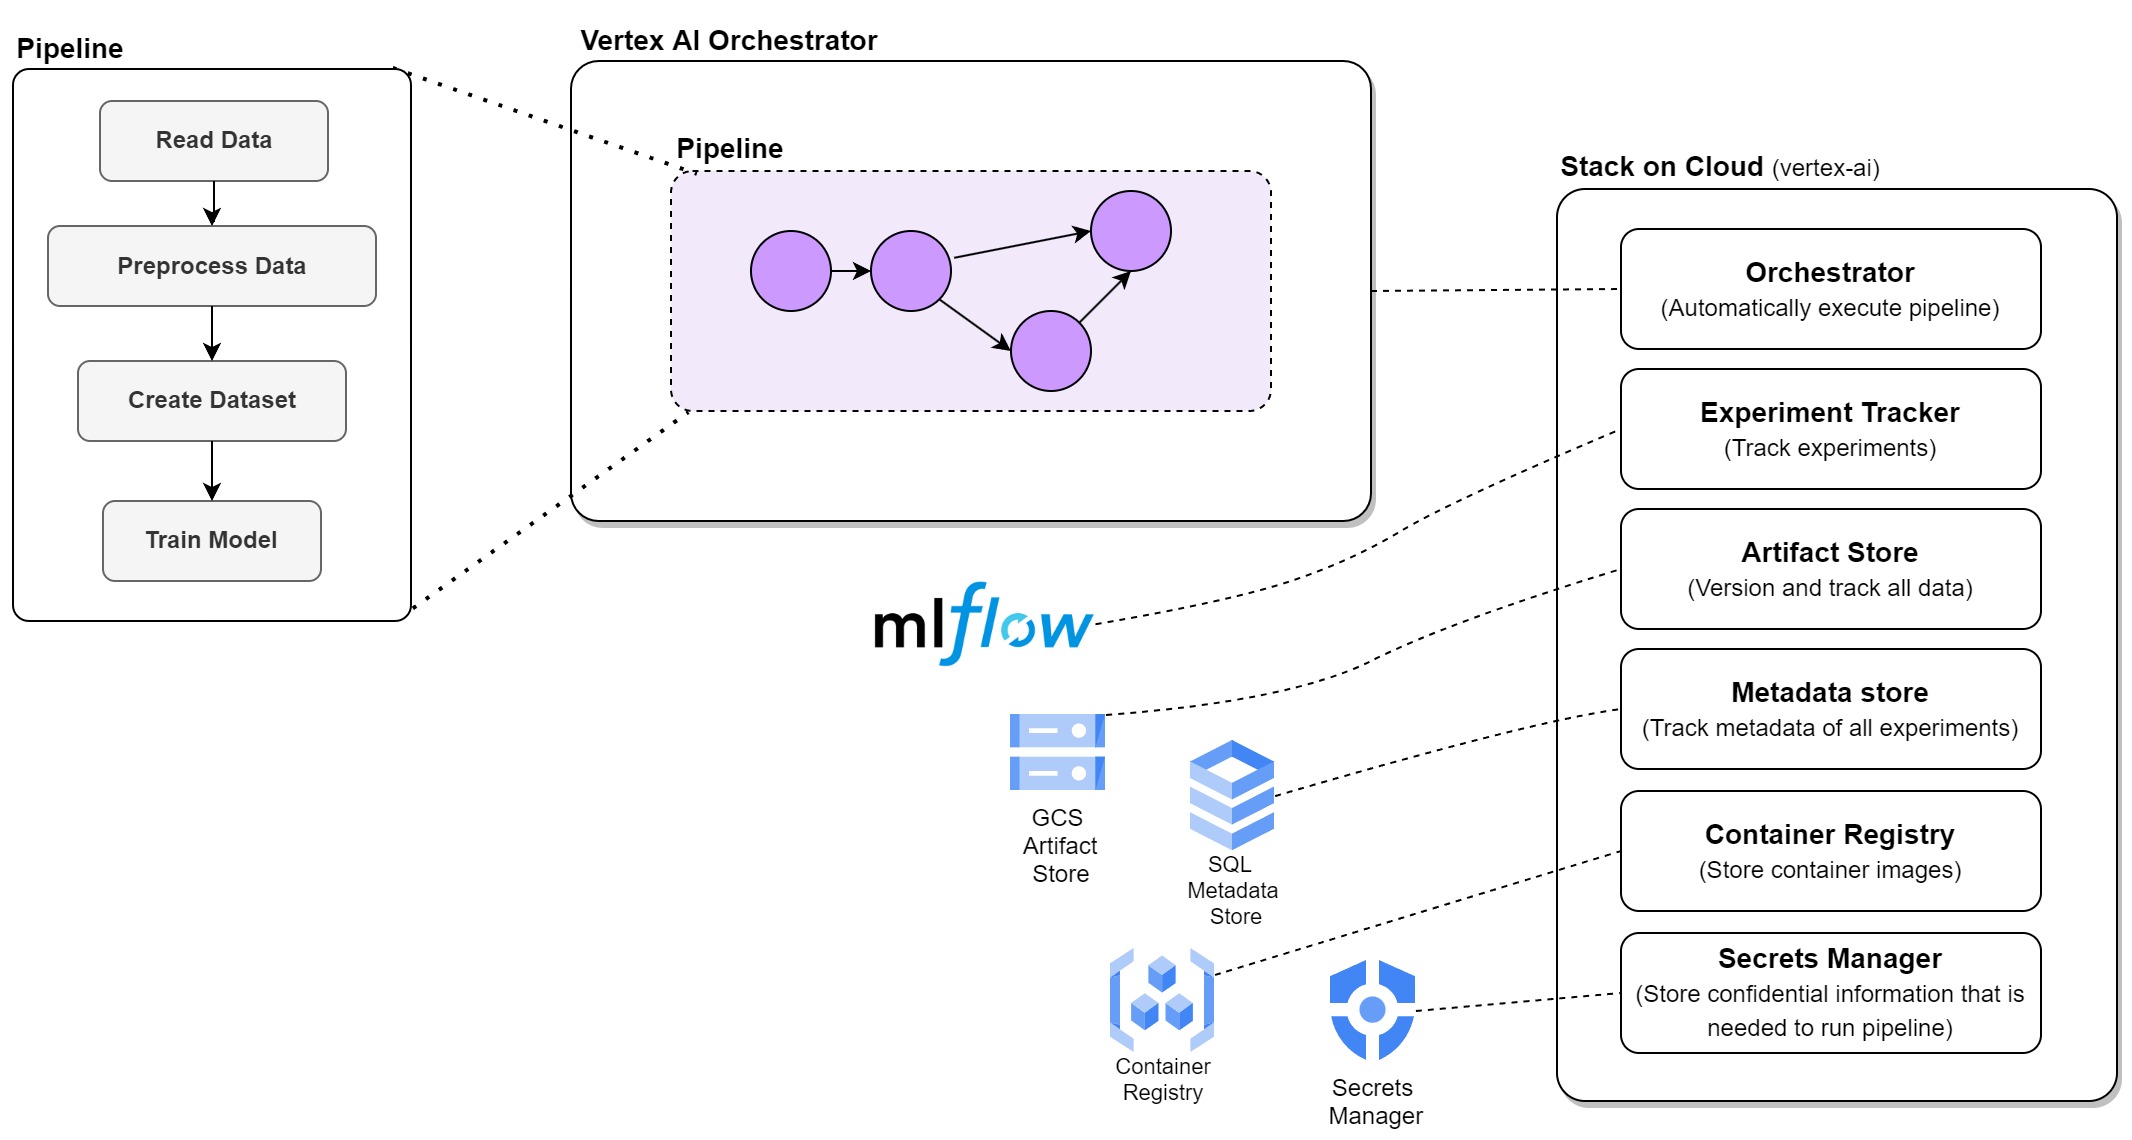 Pipeline
Read Data
Preprocess Data
Create Dataset
Train Model
Vertex AI Orchestrator
Pipeline
mlflow
GCS
Artifact
Store
SQL
Metadata
Store
Container
Registry
Secrets
Manager
Stack on Cloud (vertex-ai)
Orchestrator
(Automatically execute pipeline)
Experiment Tracker
(Track experiments)
Artifact Store
(Version and track all data)
Metadata store
(Track metadata of all experiments)
Container Registry
(Store container images)
Secrets Manager
(Store confidential information that is
needed to run pipeline)